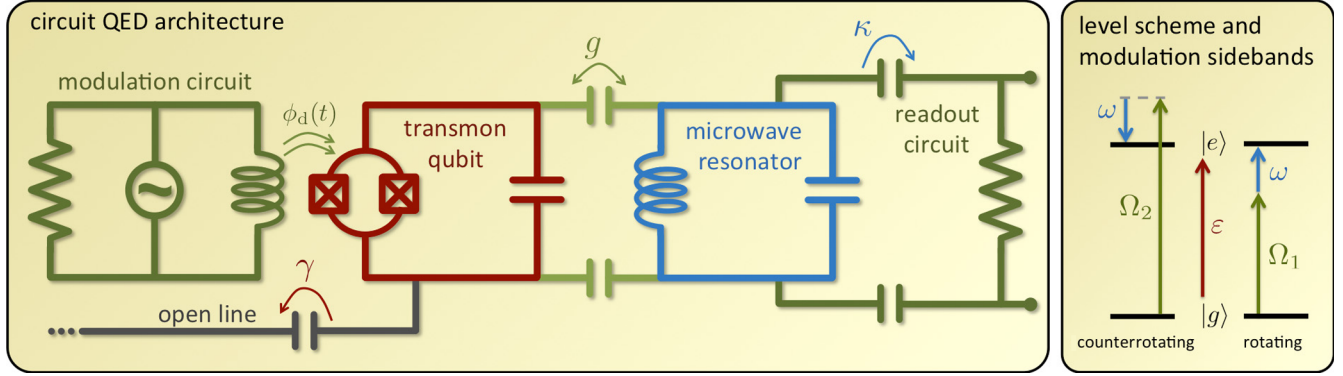 circuit QED architecture
modulation circuit
ϕd(t)
transmon
qubit
g
microwave
resonator
κ
readout
circuit
γ
open line
level scheme and
modulation sidebands
ω
|e⟩
ω
Ω2
ε
Ω1
|g⟩
counterrotating
rotating